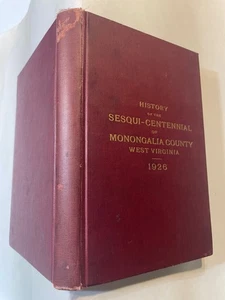 HISTORY
OF THE
SESQUI-CENTENNIAL
OF
MONONGALIA COUNTY
WEST VIRGINIA
1926